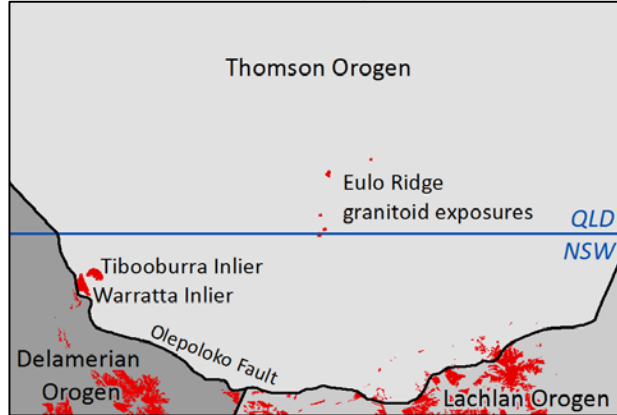 Thomson Orogen
Eulo Ridge
granitoid exposures
QLD
NSW
Tibooburra Inlier
Warratta Inlier
Olepoloko Fault
Delamerian
Orogen
Lachlan Orogen